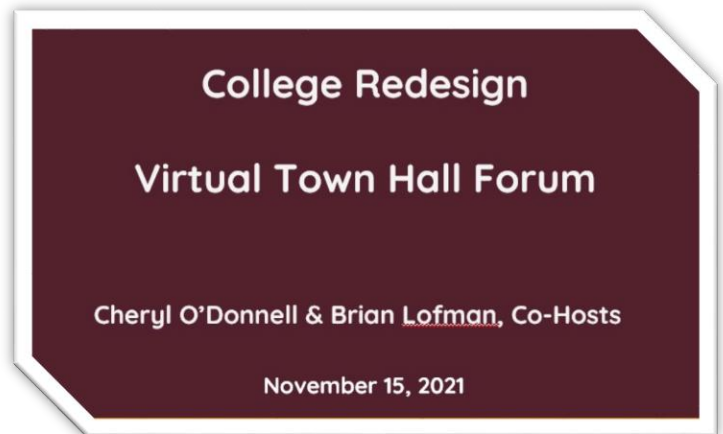 College Redesign
Virtual Town Hall Forum
Cheryl O’Donnell & Brian Lofman, Co-Hosts
November 15, 2021